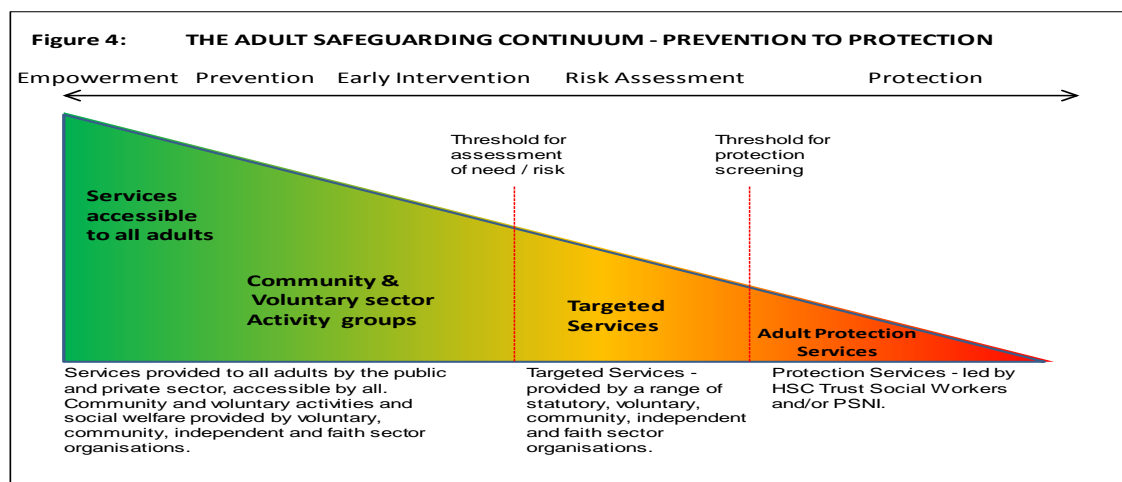 Figure 4: THE ADULT SAFEGUARDING CONTINUUM - PREVENTION TO PROTECTION
Empowerment Prevention Early Intervention Risk Assessment Protection
Threshold for
assessment
of need / risk
Threshold for
protection
screening
Services
accessible
to all adults
Community &
Voluntary sector
Activity groups
Targeted
Services
Adult Protection
Services
Services provided to all adults by the public
and private sector, accessible by all.
Community and voluntary activities and
social welfare provided by voluntary,
community, independent and faith sector
organisations.
Targeted Services -
provided by a range of
statutory, voluntary,
community, independent
and faith sector
organisations.
Protection Services - led by
HSC Trust Social Workers
and/or PSNI.